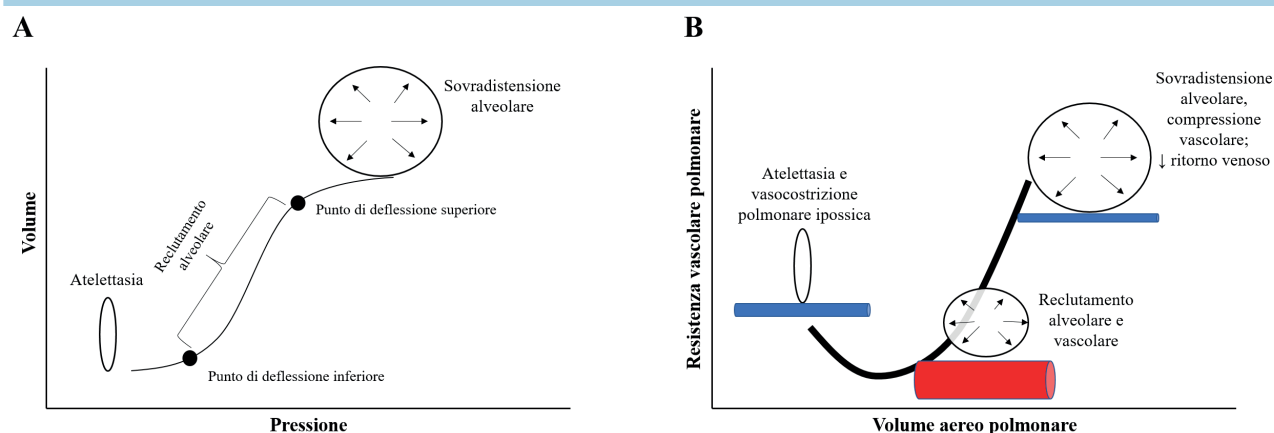 A
Volume
Atelettasia
Reclutamento
alveolare
Sovradistensione
alveolare
Punto di deflessione superiore
Punto di deflessione inferiore
Pressione
B
Resistenza vascolare polmonare
Atelettasia e
vasocostrizione
polmonare ipossica
Sovradistensione
alveolare,
compressione
vascolare;
↓ ritorno venoso
Reclutamento
alveolare e
vascolare
Volume aereo polmonare